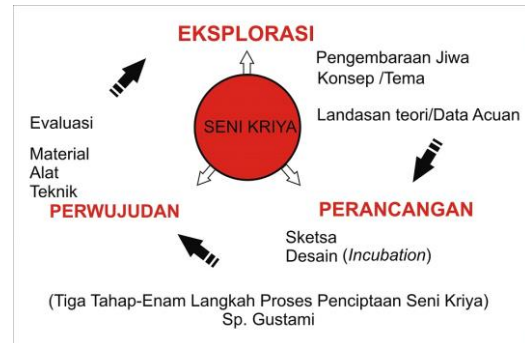 EKSPLORASI
Pengembaraan Jiwa
Konsep /Tema
Landasan teori/Data Acuan
SENI KRIYA
Evaluasi
Material
Alat
Teknik
PERWUJUDAN
PERANCANGAN
Sketsa
Desain (Incubation)
(Tiga Tahap-Enam Langkah Proses Penciptaan Seni Kriya)
Sp. Gustami